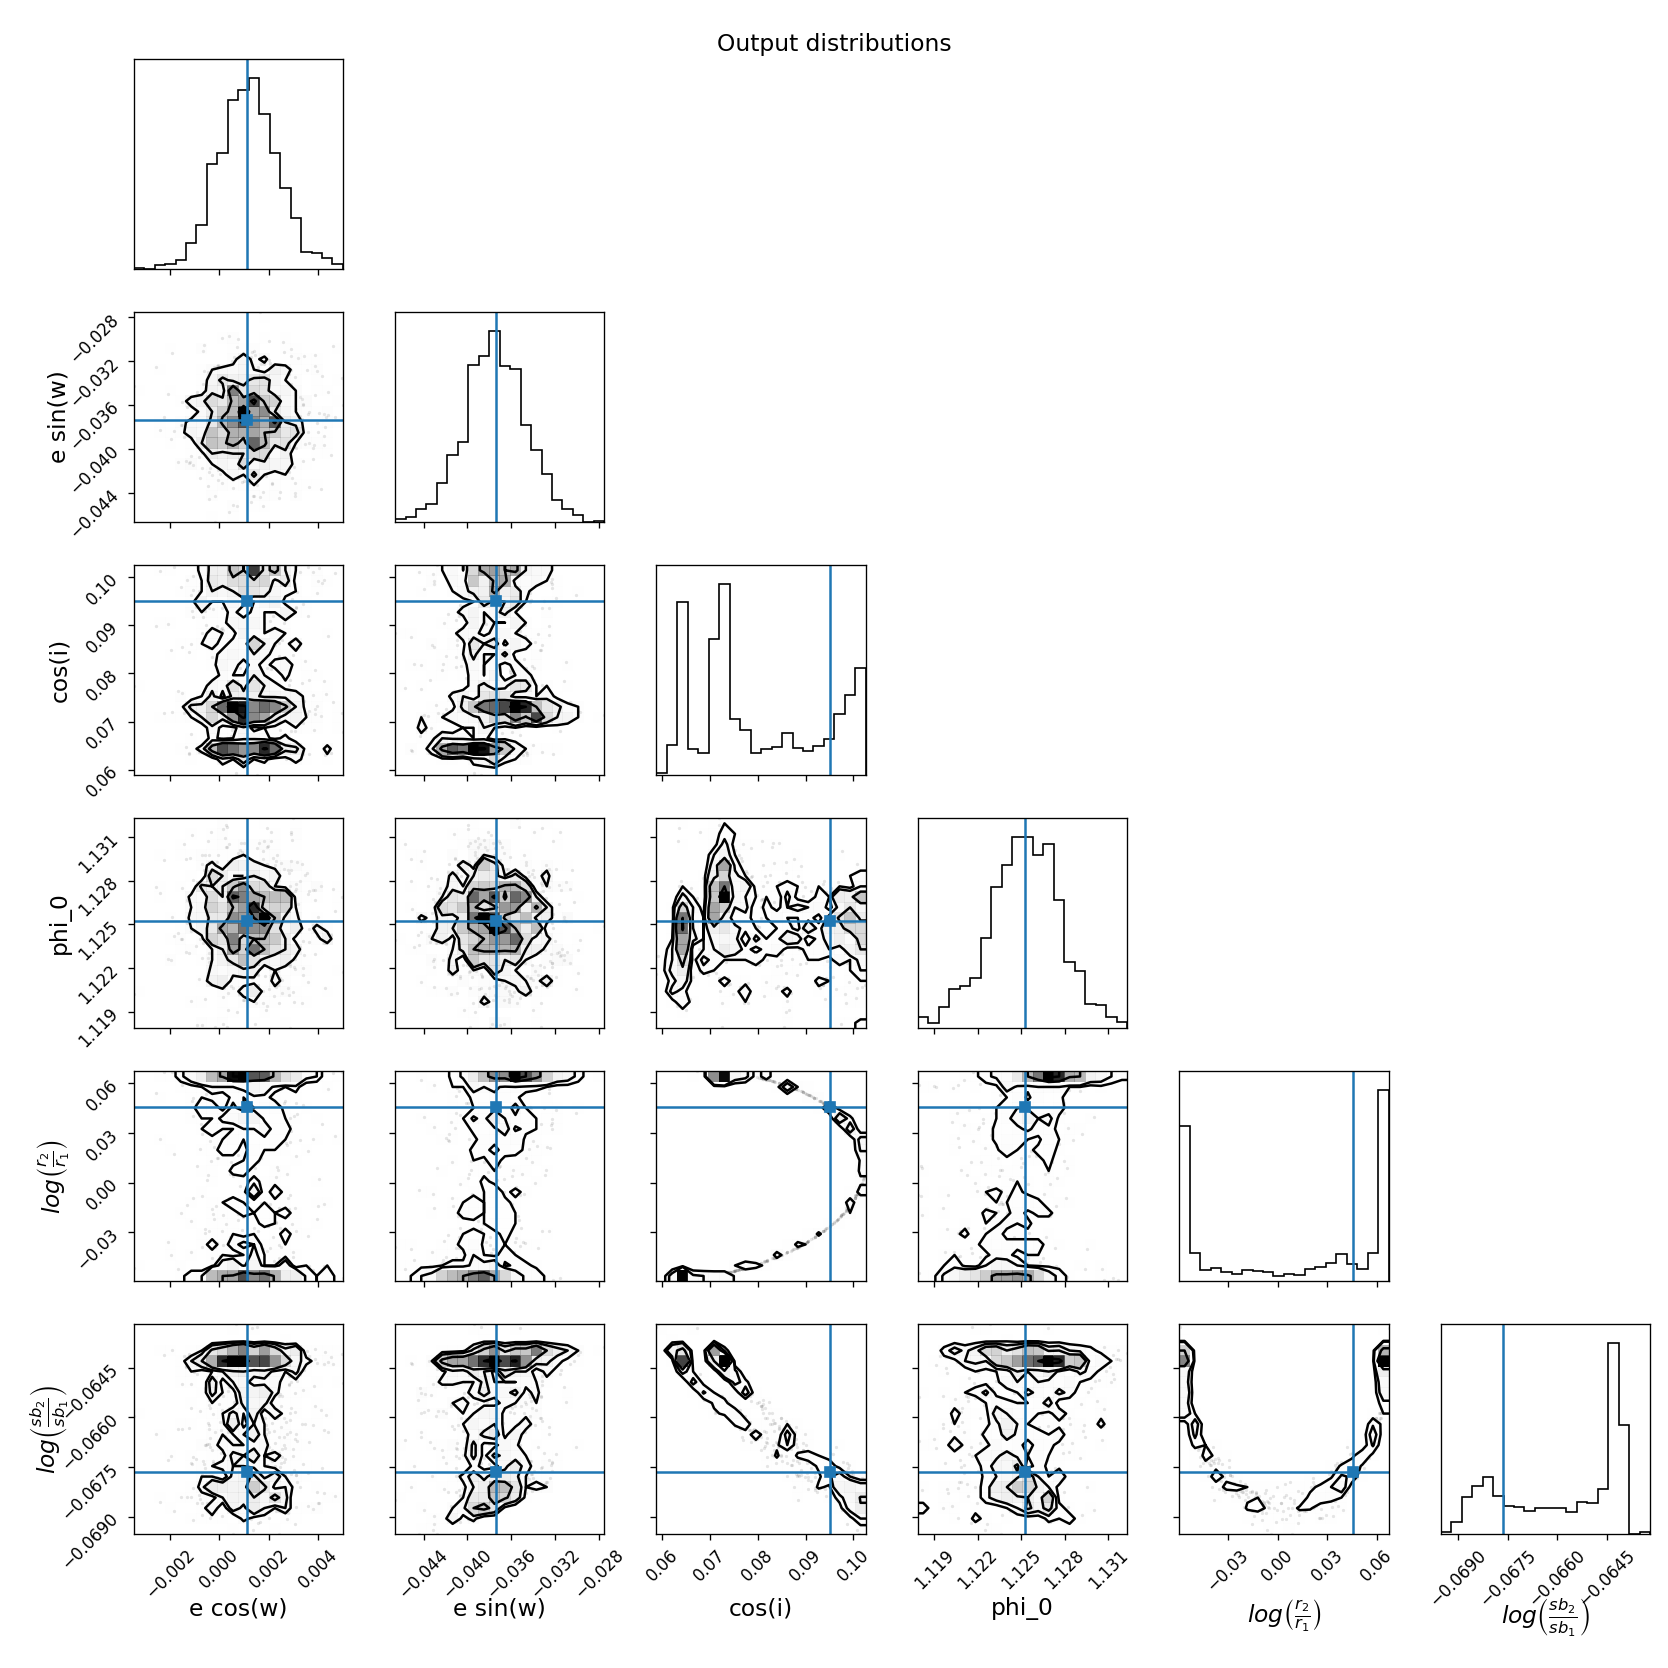 Output distributions
e sin(w)
−0.028
−0.032
−0.036
−0.040
−0.044
cos(i)
0.10
0.09
0.08
0.07
0.06
phi_0
1.131
1.128
1.125
1.122
1.119
log(r2/r1)
0.06
0.03
0.00
−0.03
log(sb2/sb1)
−0.0645
−0.0660
−0.0675
−0.0690
−0.002 0.000 0.002 0.004
−0.044 −0.040 −0.036 −0.032 −0.028
0.06 0.07 0.08 0.09 0.10
1.119 1.122 1.125 1.128 1.131
−0.03 0.00 0.03 0.06
−0.0690 −0.0675 −0.0660 −0.0645
e cos(w) e sin(w) cos(i) phi_0 log(r2/r1) log(sb2/sb1)